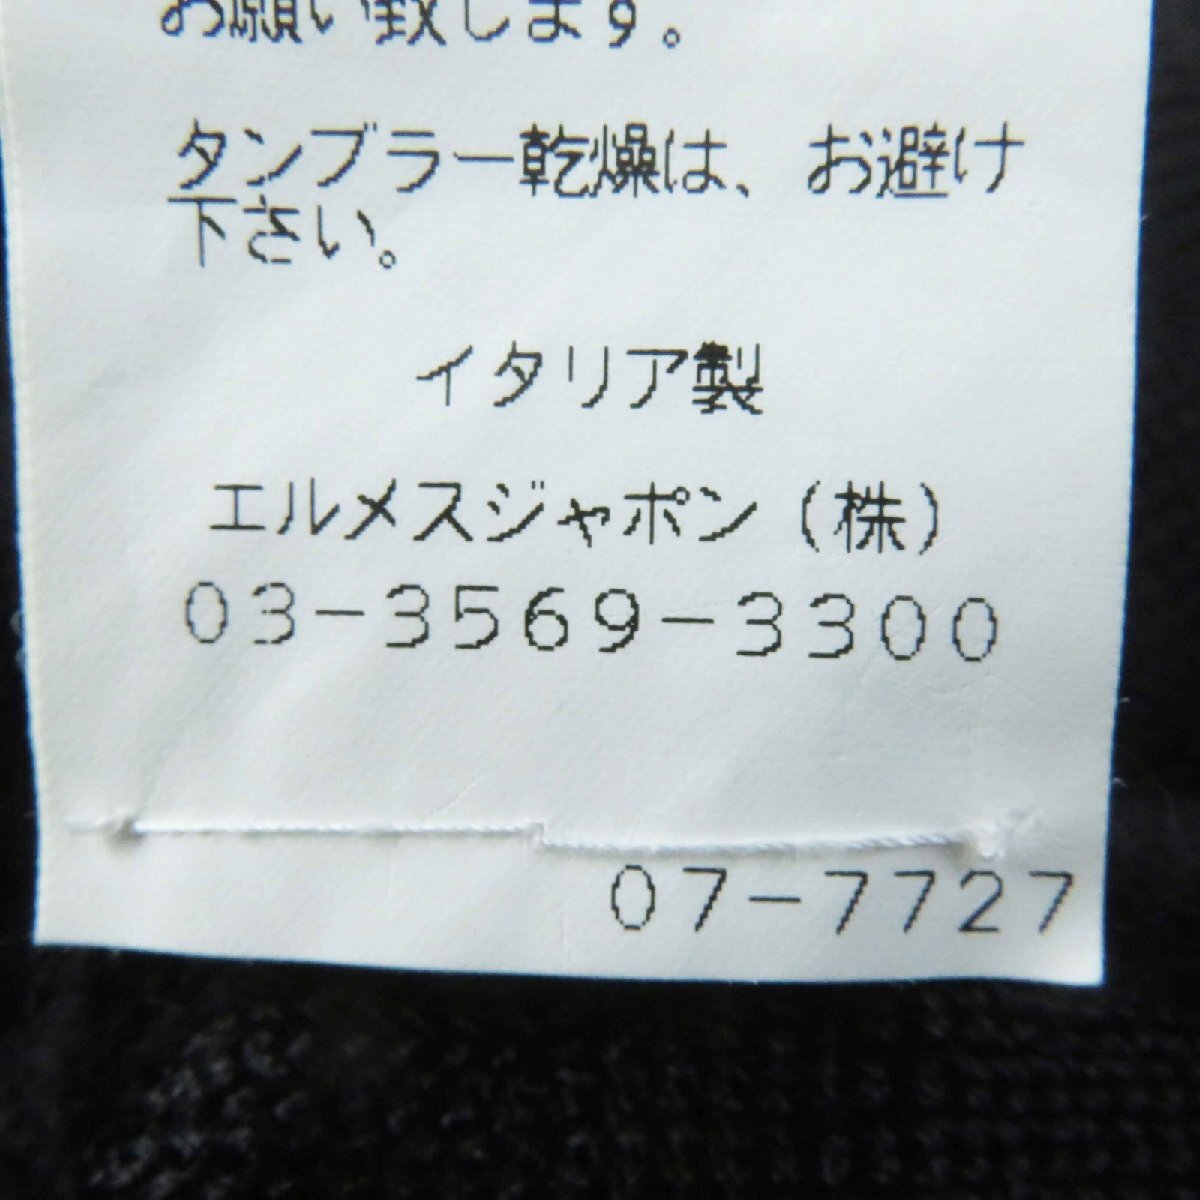 お願い致します。
タンブラー乾燥は、お避け
下さい。
イタリア製
エルメスジャポン(株)
03-3569-3300
07-7727